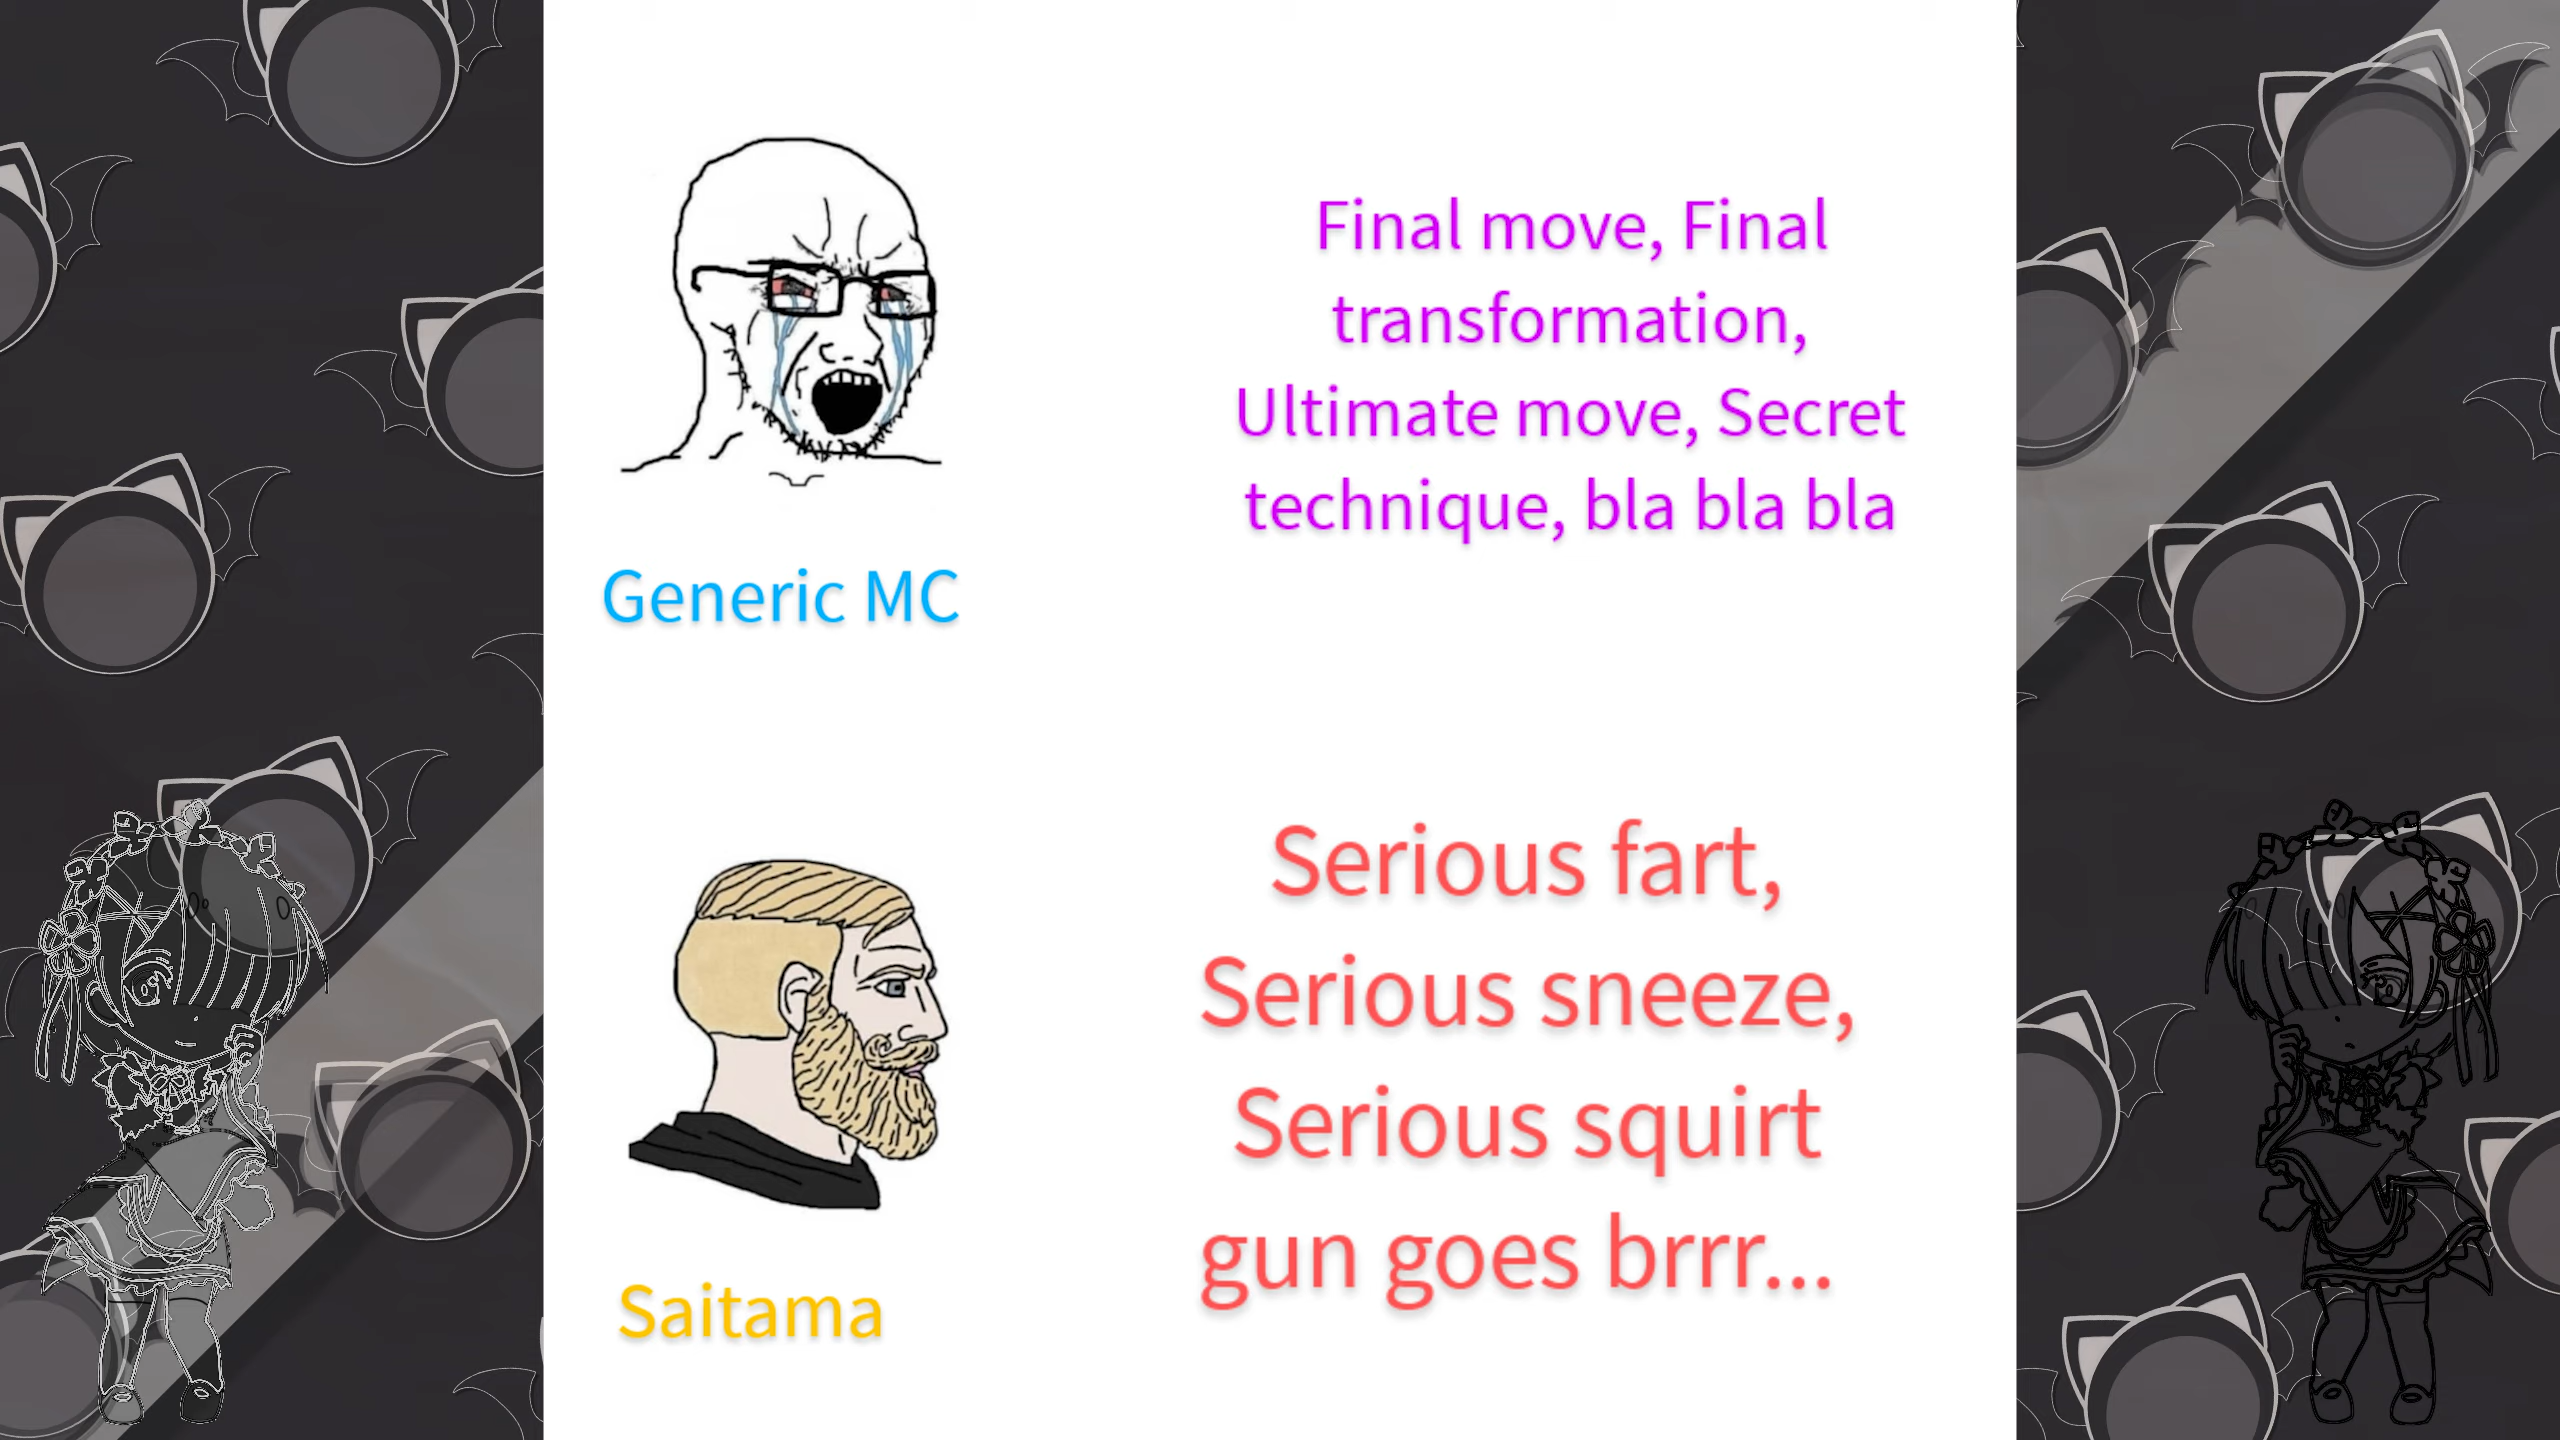 Final move, Final
transformation,
Ultimate move, Secret
technique, bla bla bla
Generic MC
Serious fart,
Serious sneeze,
Serious squirt
gun goes brrr...
Saitama